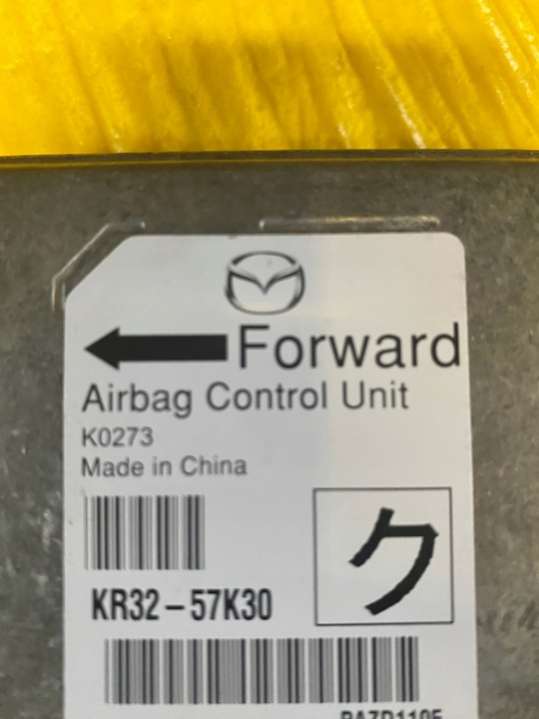 Forward
Airbag Control Unit
K0273
Made in China
ク
KR32-57K30